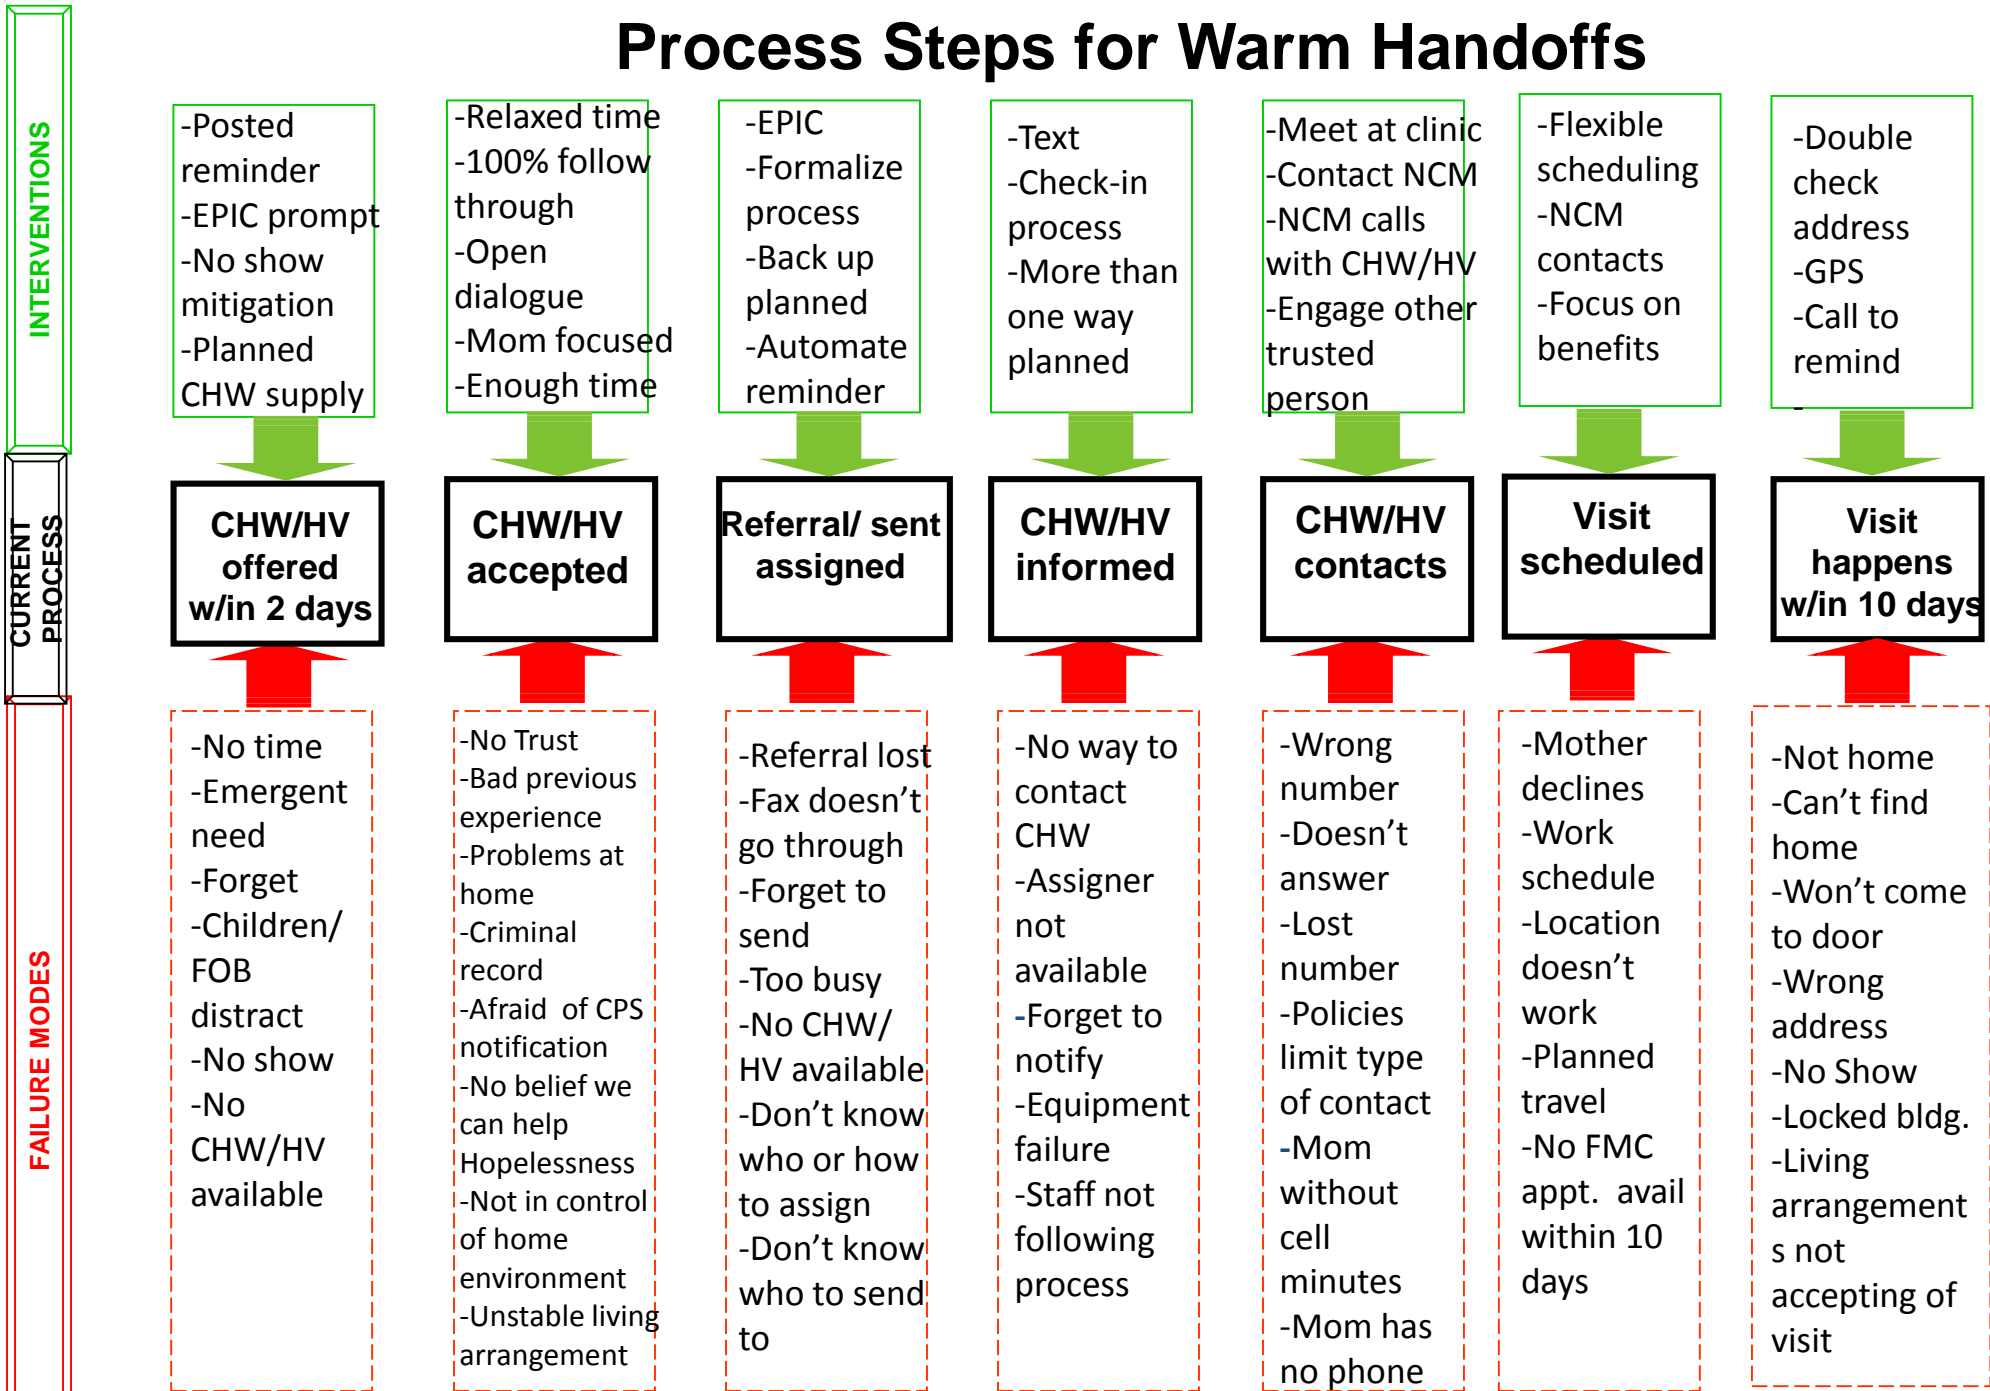 Process Steps for Warm Handoffs
INTERVENTIONS
-Posted
reminder
-EPIC prompt
-No show
mitigation
-Planned
CHW supply
-Relaxed time
-100% follow
through
-Open
dialogue
-Mom focused
-Enough time
-EPIC
-Formalize
process
-Back up
planned
-Automate
reminder
-Text
-Check-in
process
-More than
one way
planned
-Meet at clinic
-Contact NCM
-NCM calls
with CHW/HV
-Engage other
trusted
person
-Flexible
scheduling
-NCM
contacts
-Focus on
benefits
-Double
check
address
-GPS
-Call to
remind
-
CURRENT
PROCESS
CHW/HV
offered
w/in 2 days
CHW/HV
accepted
Referral/ sent
assigned
CHW/HV
informed
CHW/HV
contacts
Visit
scheduled
Visit
happens
w/in 10 days
FAILURE MODES
-No time
-Emergent
need
-Forget
-Children/
FOB
distract
-No show
-No
CHW/HV
available
-No Trust
-Bad previous
experience
-Problems at
home
-Criminal
record
-Afraid  of CPS
notification
-No belief we
can help
Hopelessness
-Not in control
of home
environment
-Unstable living
arrangement
-Referral lost
-Fax doesn’t
go through
-Forget to
send
-Too busy
-No CHW/
HV available
-Don’t know
who or how
to assign
-Don’t know
who to send
to
-No way to
contact
CHW
-Assigner
not
available
-Forget to
notify
-Equipment
failure
-Staff not
following
process
-Wrong
number
-Doesn’t
answer
-Lost
number
-Policies
limit type
of contact
-Mom
without
cell
minutes
-Mom has
no phone
-Mother
declines
-Work
schedule
-Location
doesn’t
work
-Planned
travel
-No FMC
appt.  avail
within 10
days
-Not home
-Can’t find
home
-Won’t come
to door
-Wrong
address
-No Show
-Locked bldg.
-Living
arrangement
s not
accepting of
visit